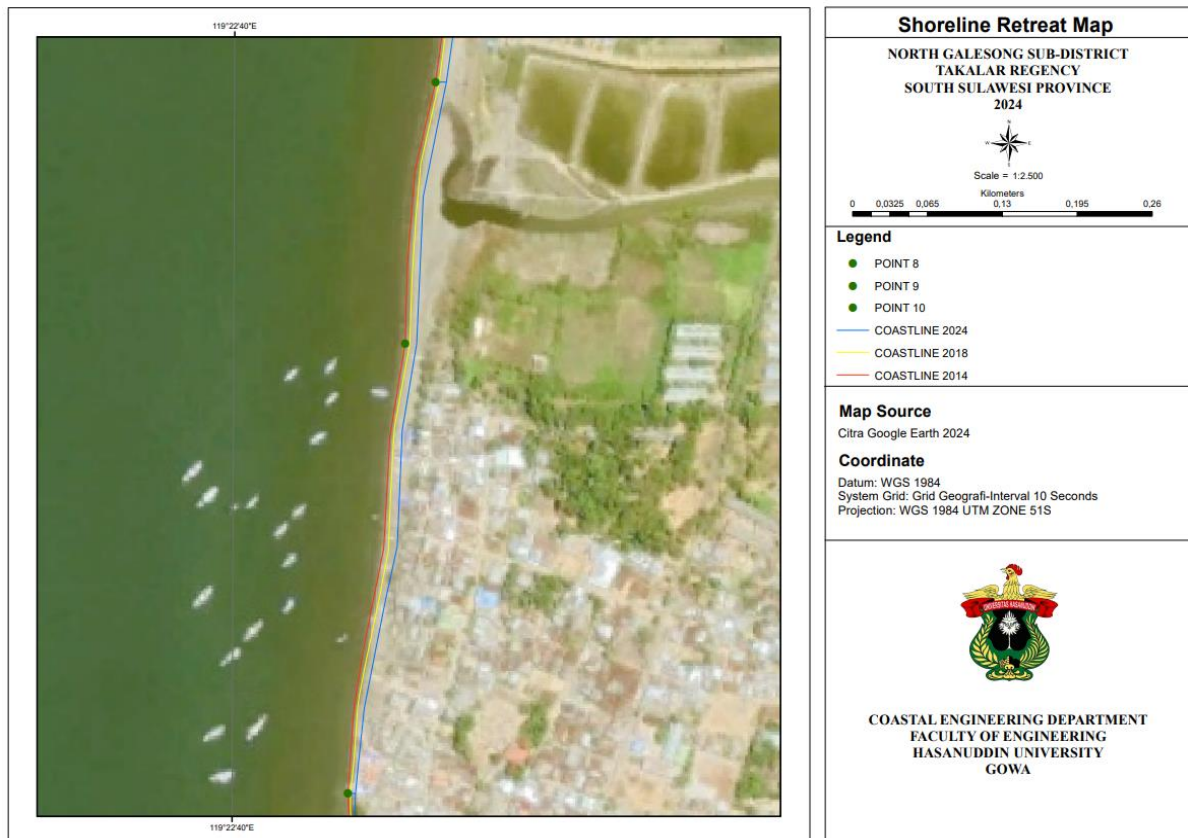 119°22'40"E
119°22'40"E
Shoreline Retreat Map
NORTH GALESONG SUB-DISTRICT
TAKALAR REGENCY
SOUTH SULAWESI PROVINCE
2024
N
W E
S
Scale = 1:2.500
Kilometers
0 0,0325 0,065 0,13 0,195 0,26
Legend
POINT 8
POINT 9
POINT 10
COASTLINE 2024
COASTLINE 2018
COASTLINE 2014
Map Source
Citra Google Earth 2024
Coordinate
Datum: WGS 1984
System Grid: Grid Geografi-Interval 10 Seconds
Projection: WGS 1984 UTM ZONE 51S
UNIVERSITAS HASANUDDIN
COASTAL ENGINEERING DEPARTMENT
FACULTY OF ENGINEERING
HASANUDDIN UNIVERSITY
GOWA